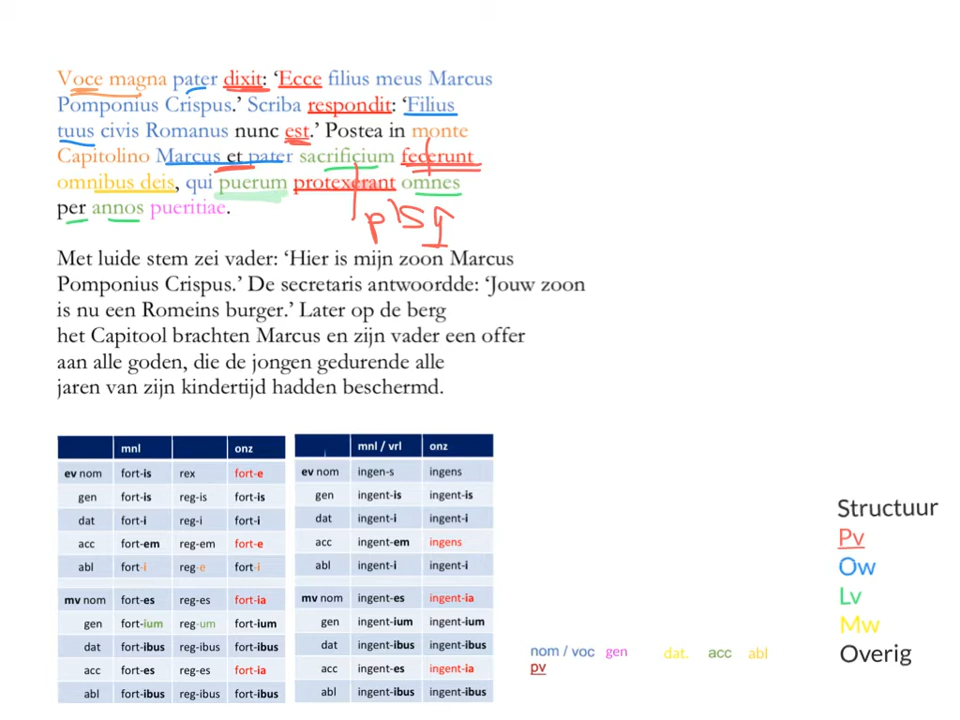 Voce magna pater dixit: ‘Ecce filius meus Marcus
Pomponius Crispus.’ Scriba respondit: ‘Filius
tuus civis Romanus nunc est.’ Postea in monte
Capitolino Marcus et pater sacrificium fecerunt
omnibus deis, qui puerum protexerant omnes
per annos pueritiae.
plsq
Met luide stem zei vader: ‘Hier is mijn zoon Marcus
Pomponius Crispus.’ De secretaris antwoordde: ‘Jouw zoon
is nu een Romeins burger.’ Later op de berg
het Capitool brachten Marcus en zijn vader een offer
aan alle goden, die de jongen gedurende alle
jaren van zijn kindertijd hadden beschermd.
mnl onz
ev nom fort-is rex fort-e
gen fort-is reg-is fort-is
dat fort-i reg-i fort-i
acc fort-em reg-em fort-e
abl fort-i reg-e fort-i
mv nom fort-es reg-es fort-ia
gen fort-ium reg-um fort-ium
dat fort-ibus reg-ibus fort-ibus
acc fort-es reg-es fort-ia
abl fort-ibus reg-ibus fort-ibus
mnl / vrl onz
ev nom ingen-s ingens
gen ingent-is ingent-is
dat ingent-i ingent-i
acc ingent-em ingens
abl ingent-i ingent-i
mv nom ingent-es ingent-ia
gen ingent-ium ingent-ium
dat ingent-ibus ingent-ibus
acc ingent-es ingent-ia
abl ingent-ibus ingent-ibus
nom / voc gen dat. acc abl
pv
Structuur
Pv
Ow
Lv
Mw
Overig